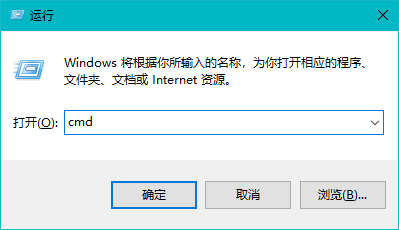 运行
Windows 将根据你所输入的名称，为你打开相应的程序、
文件夹、文档或 Internet 资源。
打开(O): cmd
确定 取消 浏览(B)...